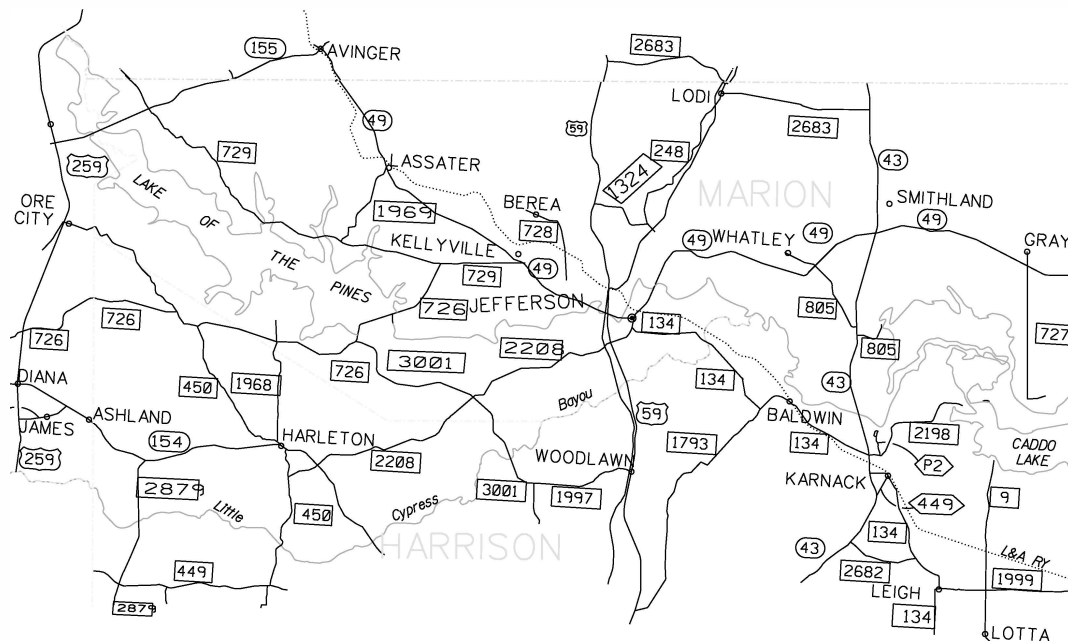 2683
155
AVINGER
LODI
49
59
2683
729
248
43
LASSATER
1324
259
MARION
SMITHLAND
LAKE
OF
THE
PINES
ORE
CITY
1969
BEREA
728
49
WHATLEY
49
49
GRAY
KELLYVILLE
729
49
726
JEFFERSON
805
726
134
727
726
2208
3001
805
DIANA
450
1968
726
134
43
Bayou
ASHLAND
JAMES
59
BALDWIN
154
HARLETON
1793
134
2198
CADDO
LAKE
259
2208
WOODLAWN
P2
KARNACK
2879
3001
1997
9
Little
450
Cypress
449
134
HARRISON
43
L&A RY
449
2682
1999
LEIGH
2879
134
LOTTA